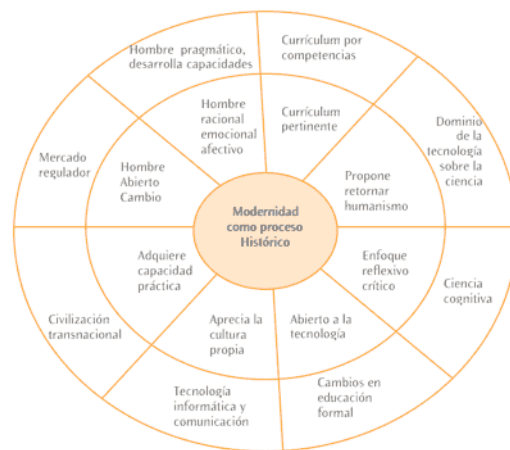 Hombre pragmático,
desarrolla capacidades
Currículum por
competencias
Dominio
de la
tecnología
sobre la
ciencia
Ciencia
cognitiva
Cambios en
educación
formal
Tecnología
informática y
comunicación
Civilización
transnacional
Mercado
regulador
Hombre
racional
emocional
afectivo
Currículum
pertinente
Propone
retornar
humanismo
Enfoque
reflexivo
crítico
Abierto a la
tecnología
Aprecia la
cultura
propia
Adquiere
capacidad
práctica
Hombre
Abierto
Cambio
Modernidad
como proceso
Histórico